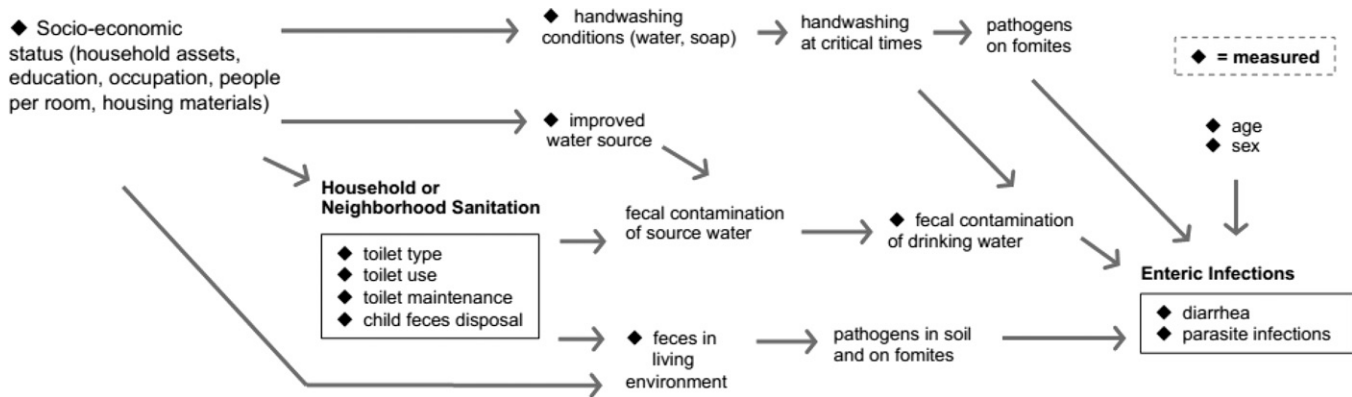 ◆ Socio-economic
status (household assets,
education, occupation, people
per room, housing materials)
◆ handwashing
conditions (water, soap)
handwashing
at critical times
pathogens
on fomites
◆ = measured
◆ improved
water source
◆ age
◆ sex
Household or
Neighborhood Sanitation
◆ toilet type
◆ toilet use
◆ toilet maintenance
◆ child feces disposal
fecal contamination
of source water
◆ fecal contamination
of drinking water
Enteric Infections
◆ diarrhea
◆ parasite infections
◆ feces in
living
environment
pathogens in soil
and on fomites